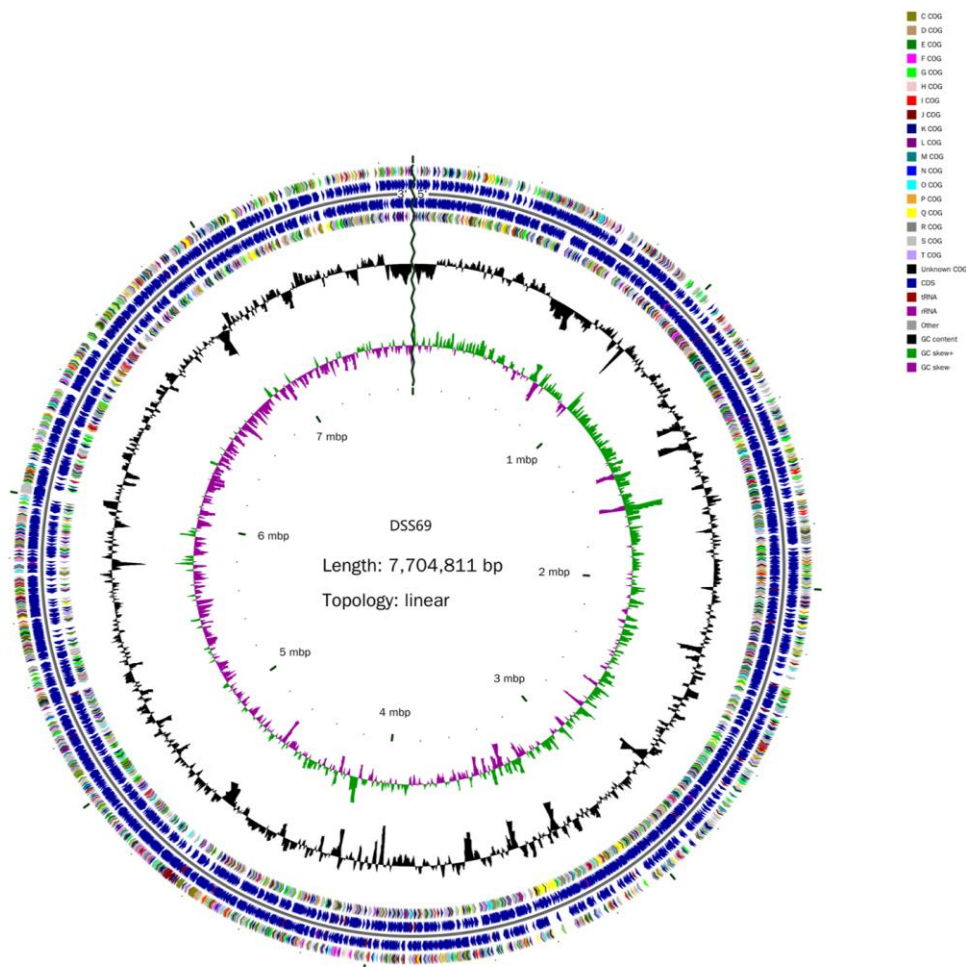 C COG
D COG
E COG
F COG
G COG
H COG
I COG
J COG
K COG
L COG
M COG
N COG
O COG
P COG
Q COG
R COG
S COG
T COG
Unknown COG
CDS
tRNA
rRNA
Other
GC content
GC skew+
GC skew-
3' 5'
7 mbp
1 mbp
DSS69
6 mbp
Length: 7,704,811 bp
2 mbp
Topology: linear
5 mbp
3 mbp
4 mbp